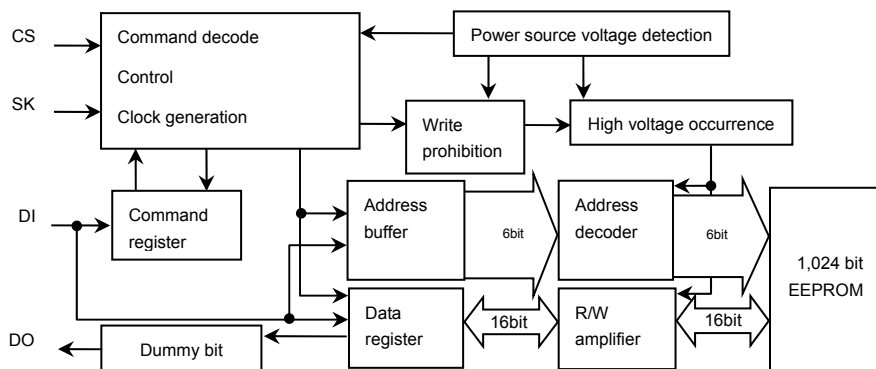 CS
Command decode
Control
Clock generation
Power source voltage detection
SK
Write
prohibition
High voltage occurrence
DI
Command
register
Address
buffer
6bit
Address
decoder
6bit
1,024 bit
EEPROM
Data
register
16bit
R/W
amplifier
16bit
DO
Dummy bit